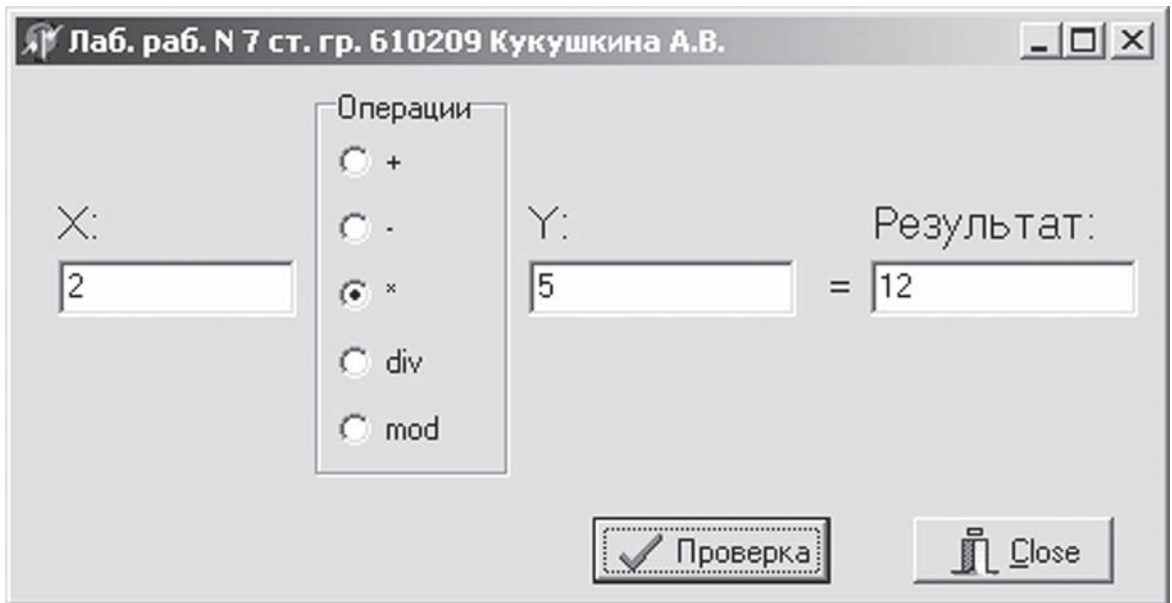 Лаб. раб. N 7 ст. гр. 610209 Кукушкина А.В.
Операции
+
-
*
div
mod
X:
2
Y:
5
=
Результат:
12
Проверка
Close